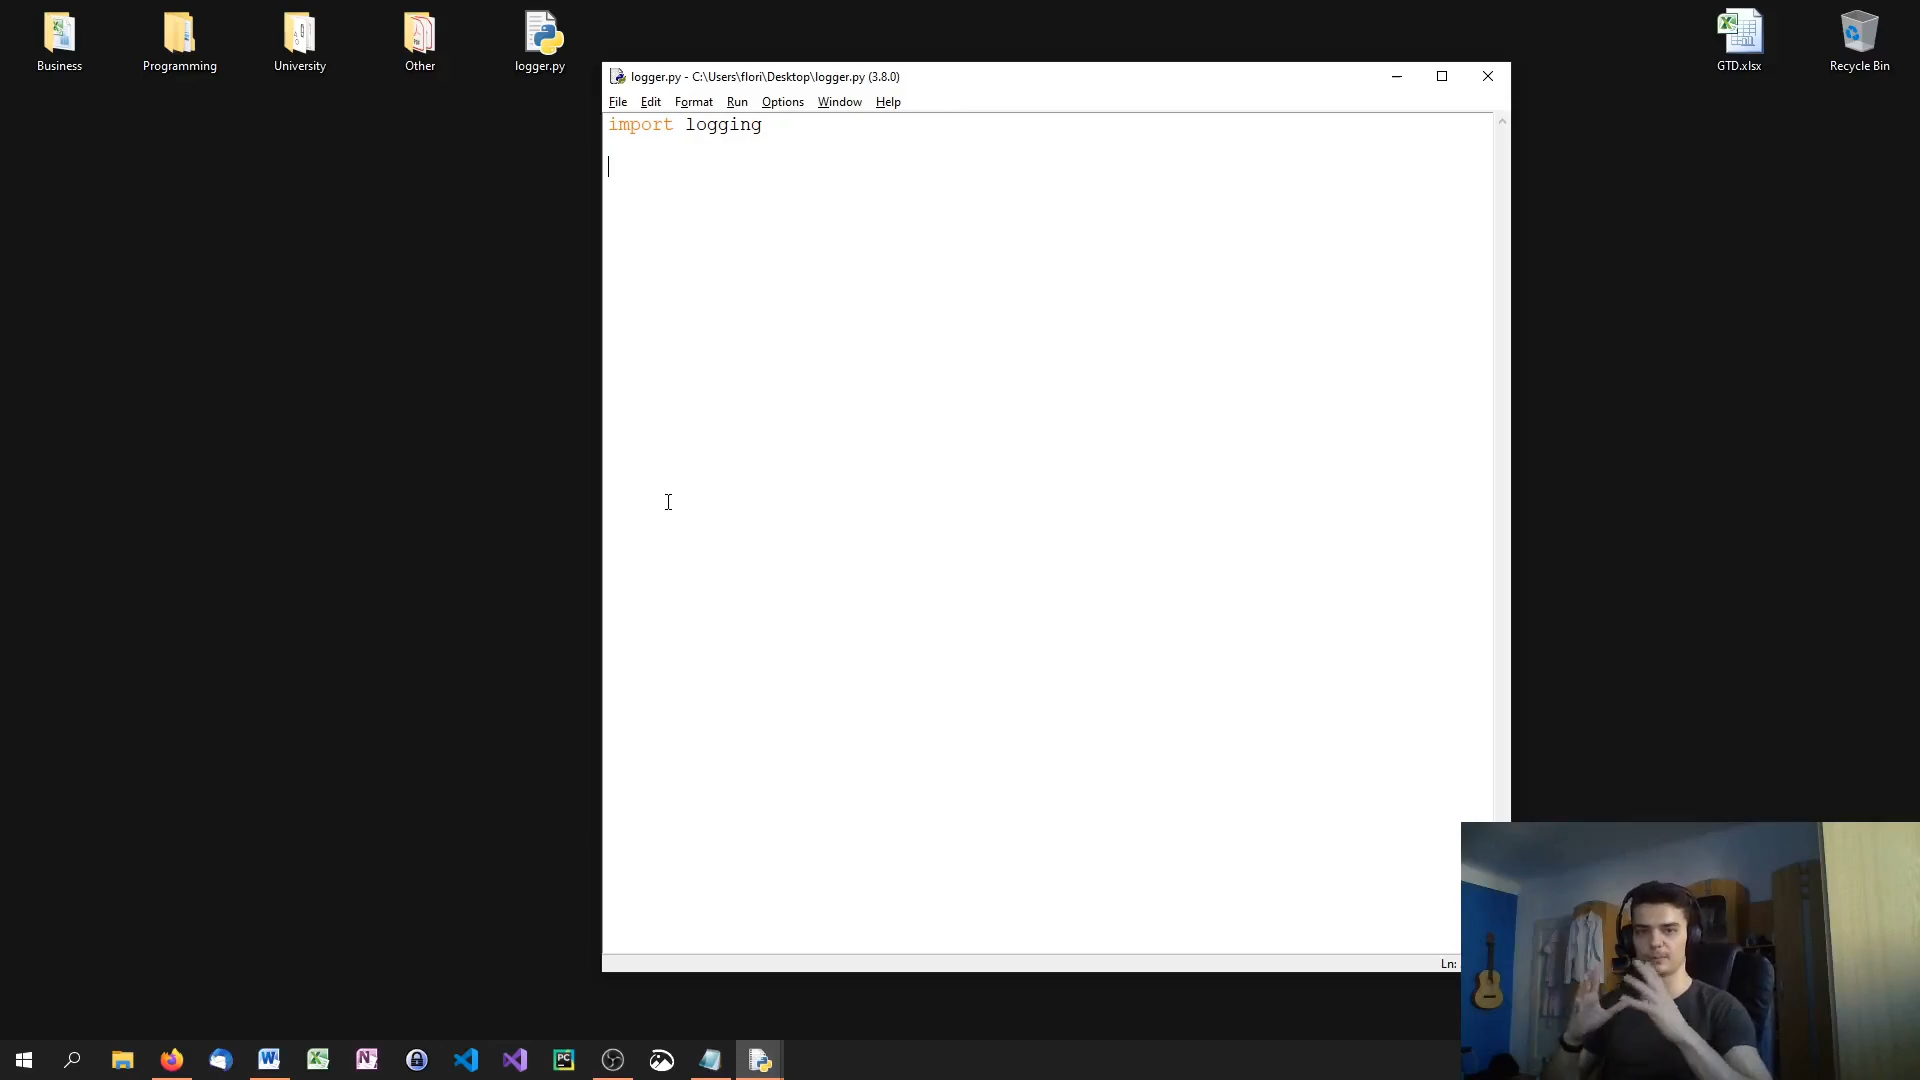 Business
Programming
University
Other
logger.py
GTD.xlsx
Recycle Bin
logger.py - C:\Users\flori\Desktop\logger.py (3.8.0)
File Edit Format Run Options Window Help
import logging
Ln: